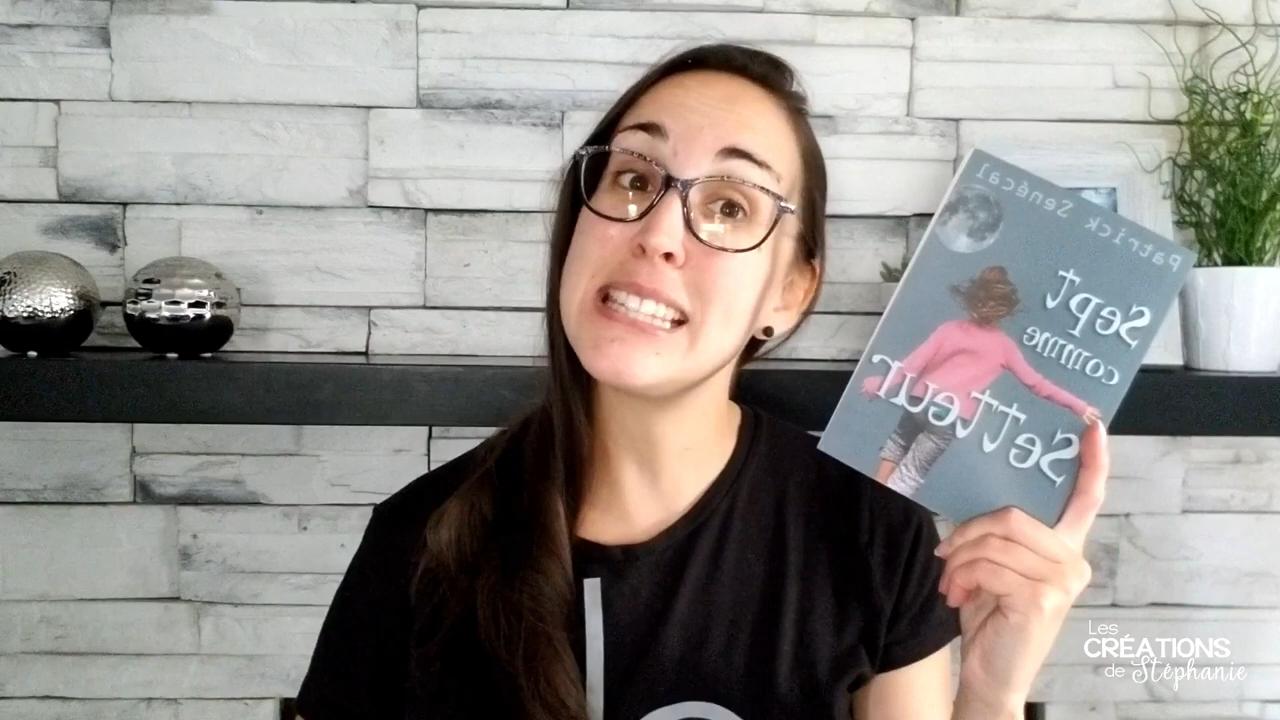 Patrick Senécal
Sept
comme
Setteur
Les
CRÉATIONS
de Stéphanie